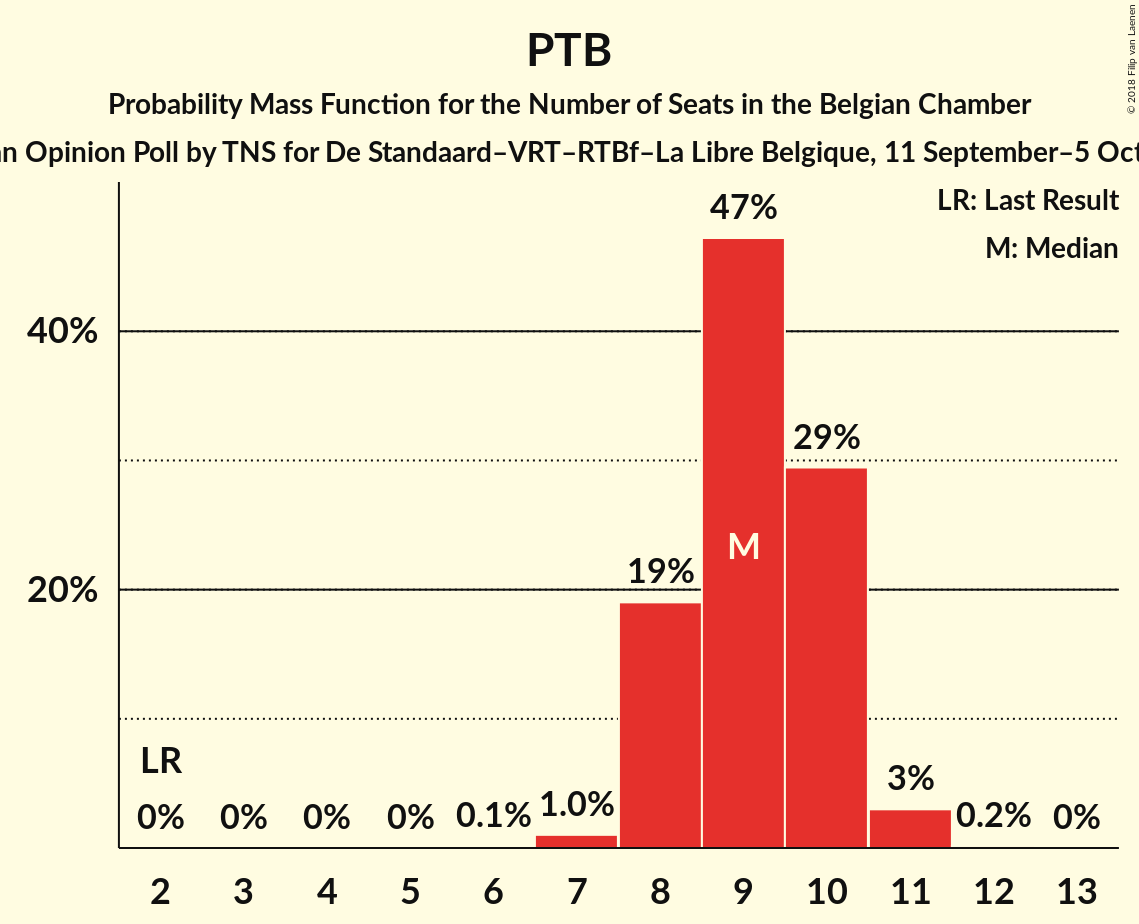 PTB
Probability Mass Function for the Number of Seats in the Belgian Chamber
Opinion Poll by TNS for De Standaard–VRT–RTBf–La Libre Belgique, 11 September–5
© 2018 Filip van Laenen
LR: Last Result
M: Median
47%
40%
29%
M
19%
20%
LR
3%
0% 0% 0% 0% 0.1% 1.0% 0.2% 0%
2 3 4 5 6 7 8 9 10 11 12 13